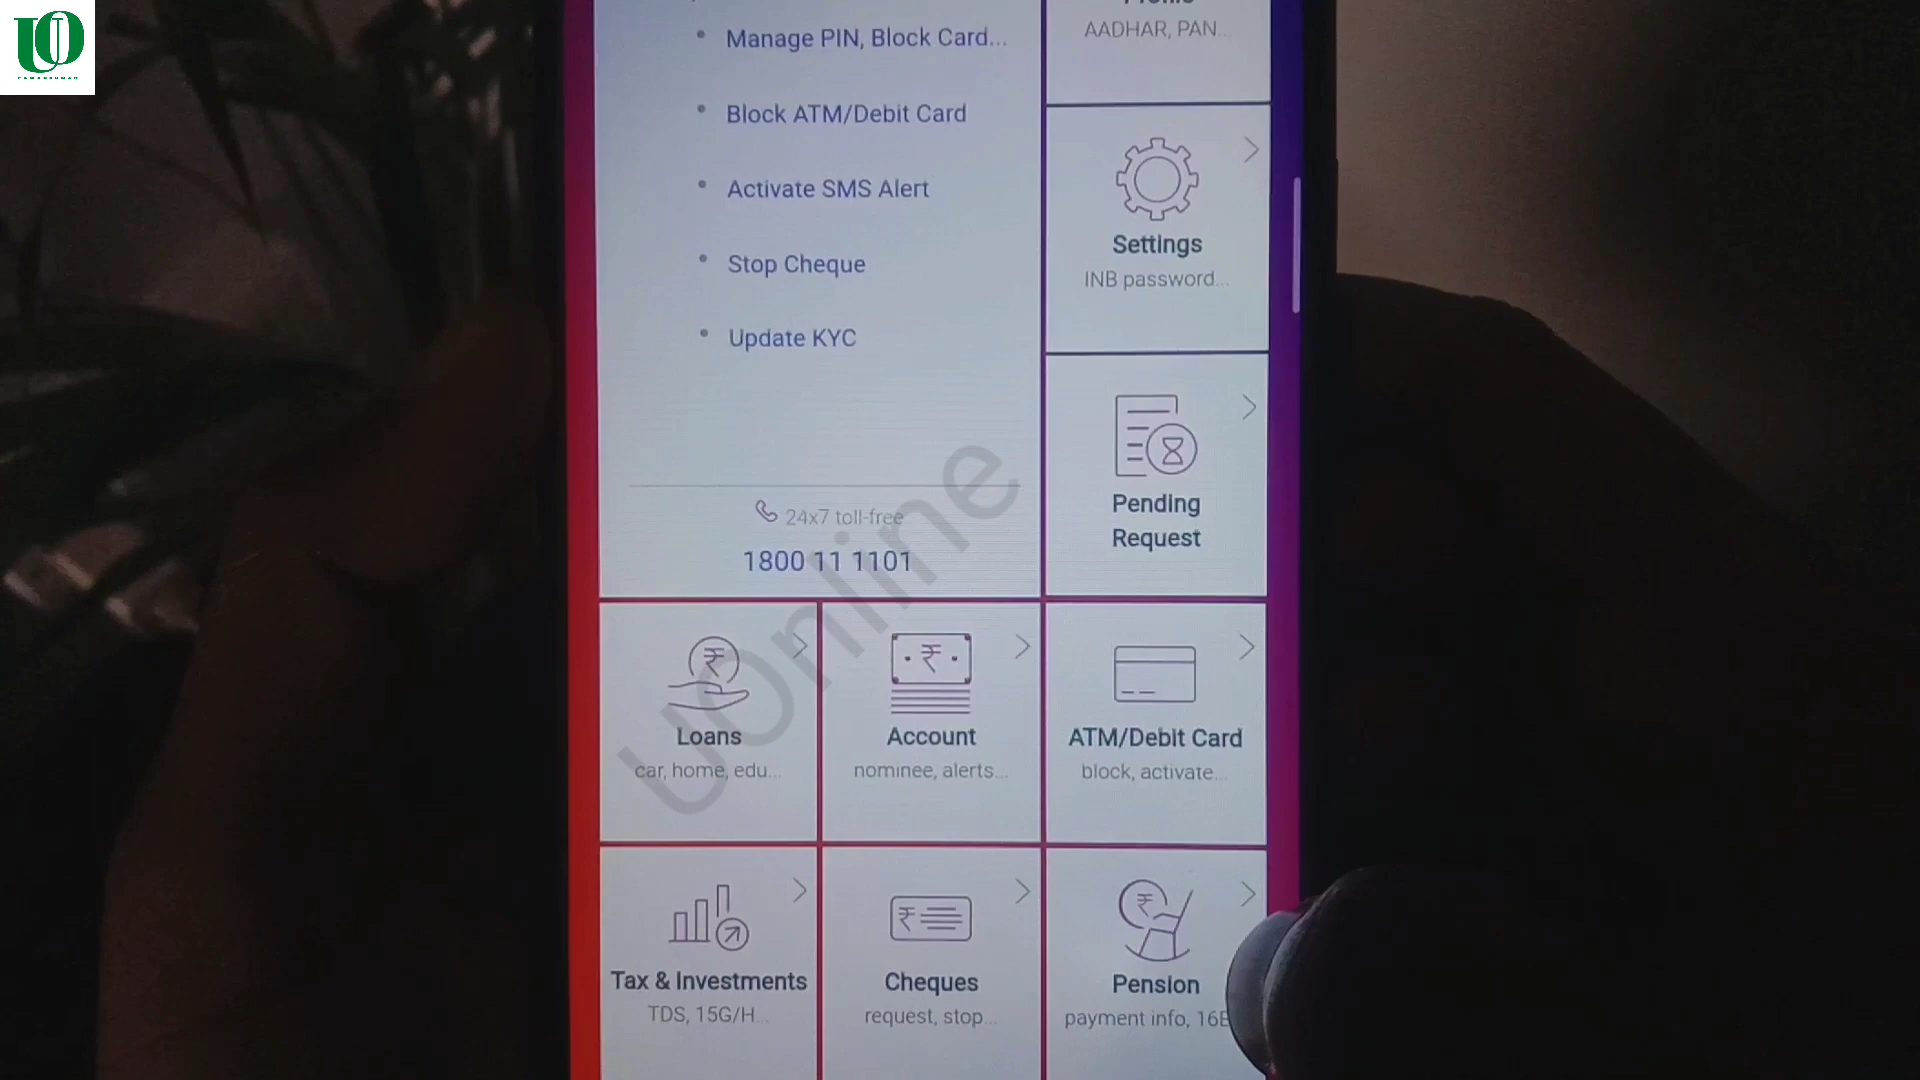 UO
Manage PIN, Block Card...
Block ATM/Debit Card
Activate SMS Alert
Stop Cheque
Update KYC
24x7 toll-free
1800 11 1101
AADHAR, PAN...
Settings
INB password...
Pending
Request
Loans
car, home, edu...
Account
nominee, alerts...
ATM/Debit Card
block, activate...
Tax & Investments
TDS, 15G/H...
Cheques
request, stop...
Pension
payment info, 16E
UOnline